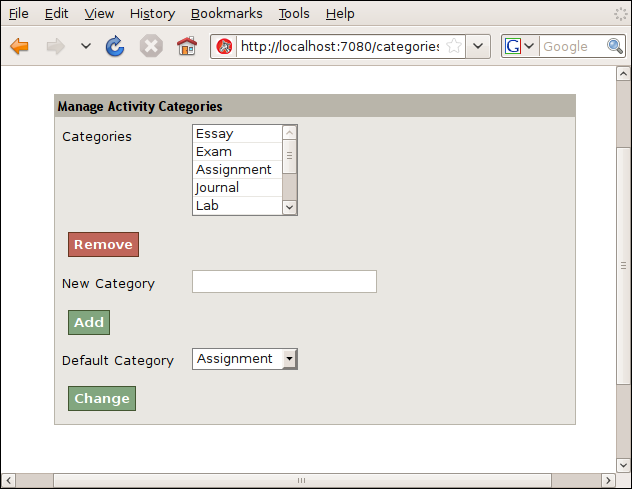 File Edit View History Bookmarks Tools Help
http://localhost:7080/categories Google
Manage Activity Categories
Categories
Essay
Exam
Assignment
Journal
Lab
Remove
New Category
Add
Default Category Assignment
Change